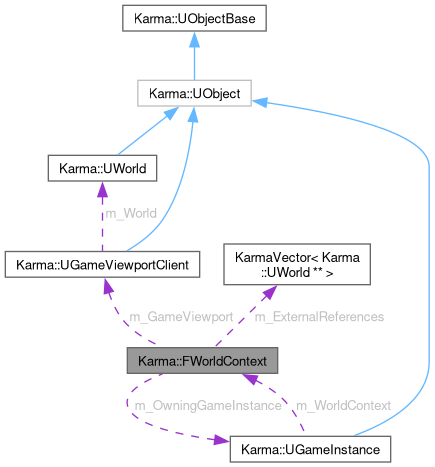 Karma::UObjectBase
Karma::UObject
Karma::UWorld
m_World
Karma::UGameViewportClient
KarmaVector< Karma
::UWorld ** >
m_GameViewport
m_ExternalReferences
Karma::FWorldContext
m_OwningGameInstance
m_WorldContext
Karma::UGameInstance